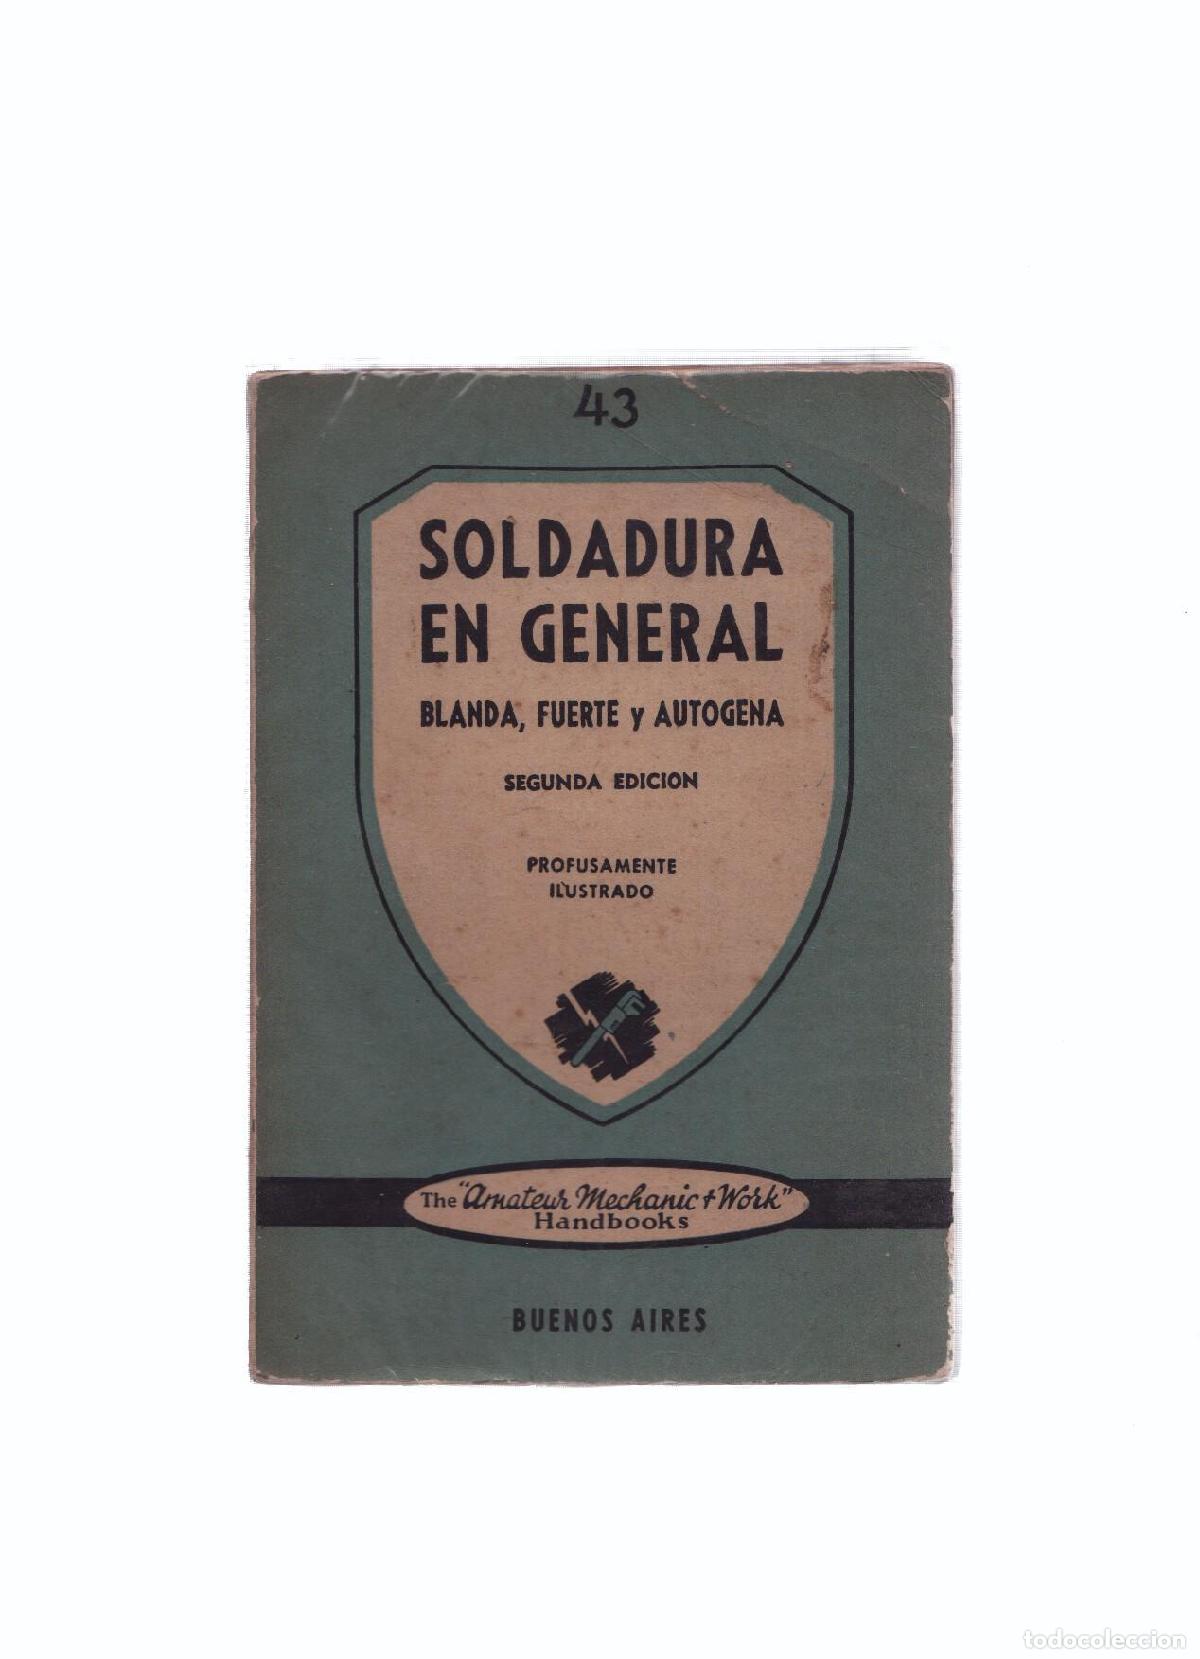 43
SOLDADURA
EN GENERAL
BLANDA, FUERTE y AUTOGENA
SEGUNDA EDICION
PROFUSAMENTE
ILUSTRADO
The "Amateur Mechanic & Work"
Handbooks
BUENOS AIRES
todocoleccion